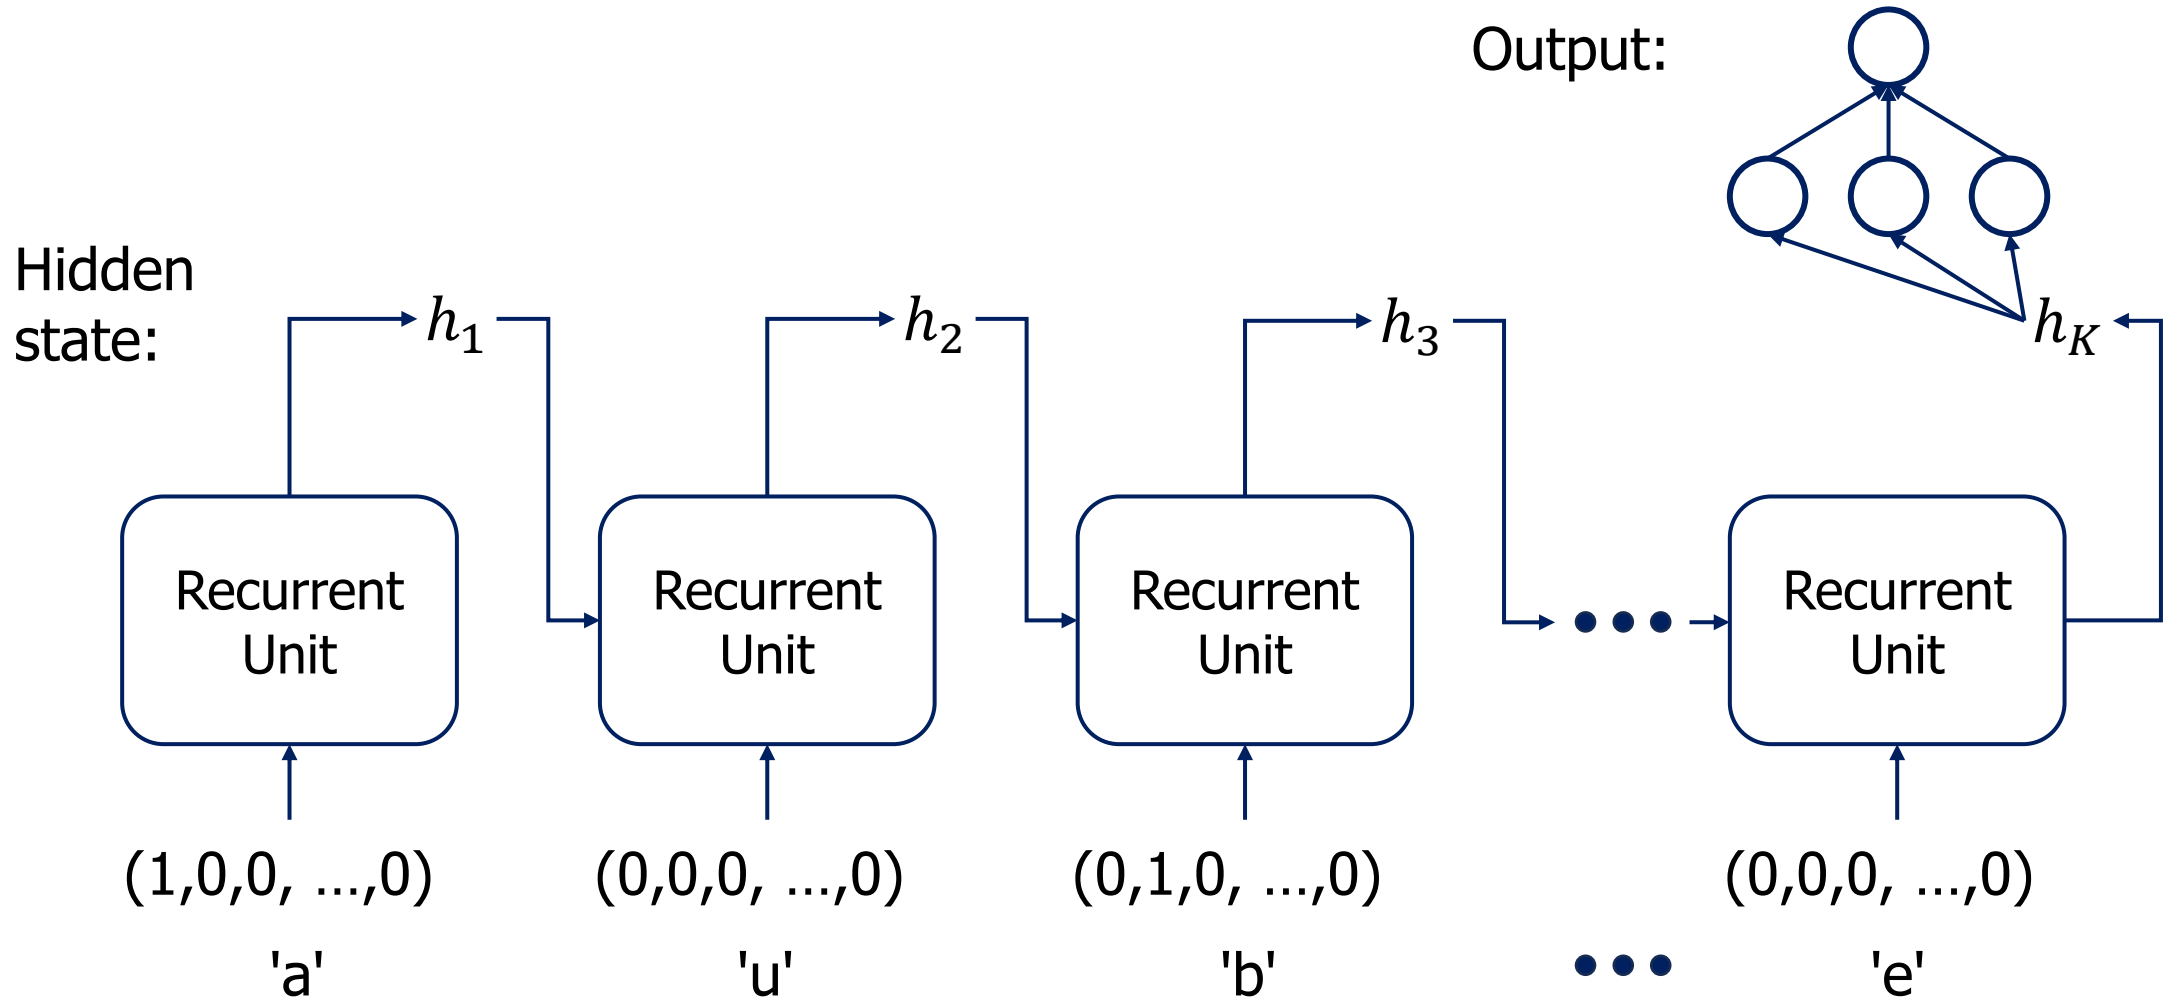 Output:
Hidden
state:
h₁
h₂
h₃
h_K
Recurrent
Unit
Recurrent
Unit
Recurrent
Unit
Recurrent
Unit
(1,0,0, ...,0)
(0,0,0, ...,0)
(0,1,0, ...,0)
(0,0,0, ...,0)
'a'
'u'
'b'
'e'